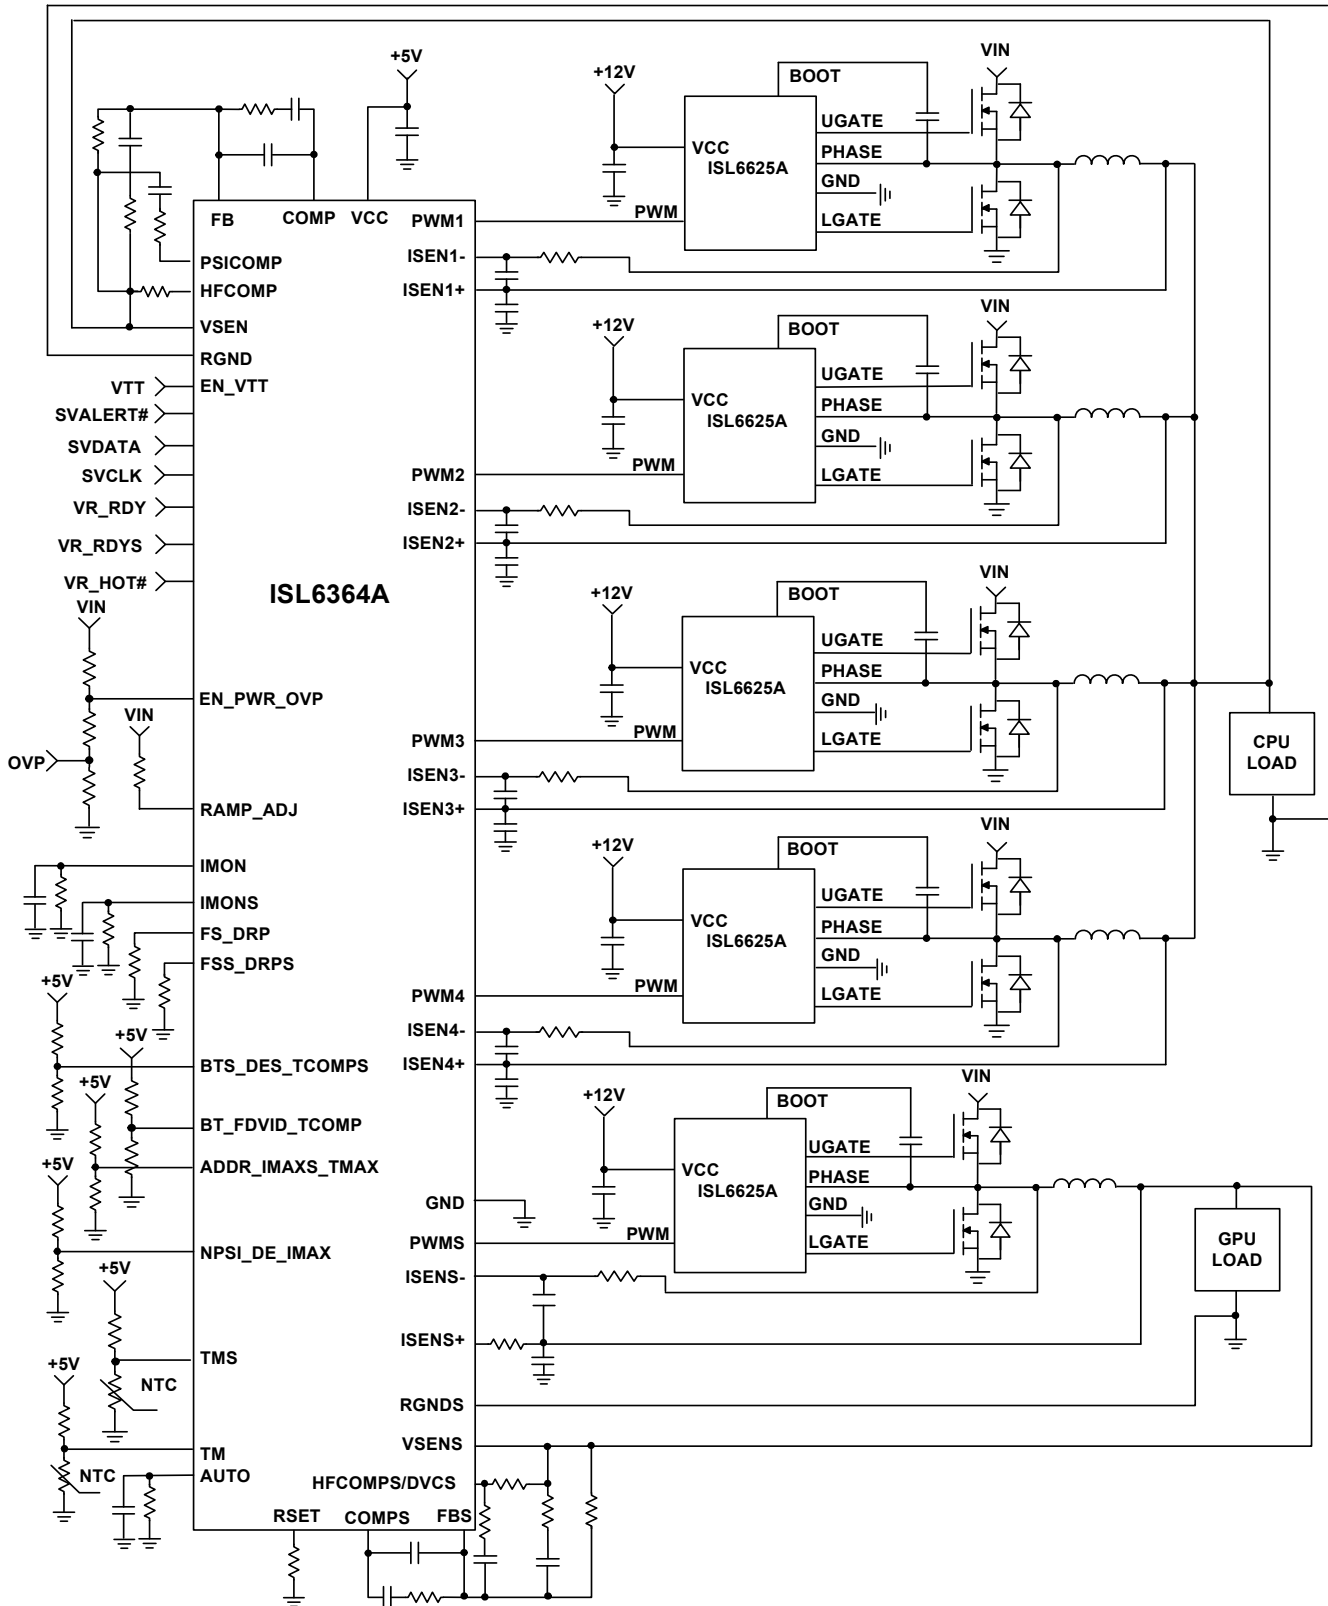 +5V
VIN
+12V
BOOT
VCC
ISL6625A
UGATE
PHASE
GND
LGATE
PWM
FB
COMP
VCC
PWM1
ISEN1-
ISEN1+
PSICOMP
HFCOMP
VSEN
RGND
VTT
EN_VTT
SVALERT#
SVDATA
SVCLK
VR_RDY
VR_RDYS
VR_HOT#
VIN
+12V
BOOT
VIN
VCC
ISL6625A
UGATE
PHASE
GND
LGATE
PWM
PWM2
ISEN2-
ISEN2+
ISL6364A
+12V
BOOT
VIN
VCC
ISL6625A
UGATE
PHASE
GND
LGATE
PWM
PWM3
ISEN3-
ISEN3+
EN_PWR_OVP
VIN
OVP
RAMP_ADJ
CPU
LOAD
IMON
IMONS
FS_DRP
FSS_DRPS
+12V
BOOT
VIN
VCC
ISL6625A
UGATE
PHASE
GND
LGATE
PWM
PWM4
ISEN4-
ISEN4+
+5V
+5V
BTS_DES_TCOMPS
+5V
BT_FDVID_TCOMP
+5V
ADDR_IMAXS_TMAX
+12V
BOOT
VIN
VCC
ISL6625A
UGATE
PHASE
GND
LGATE
PWM
GND
PWMS
ISENS-
ISENS+
NPSI_DE_IMAX
+5V
GPU
LOAD
TMS
+5V
NTC
RGNDS
VSENS
TM
NTC
AUTO
HFCOMPS/DVCS
RSET
COMPS
FBS